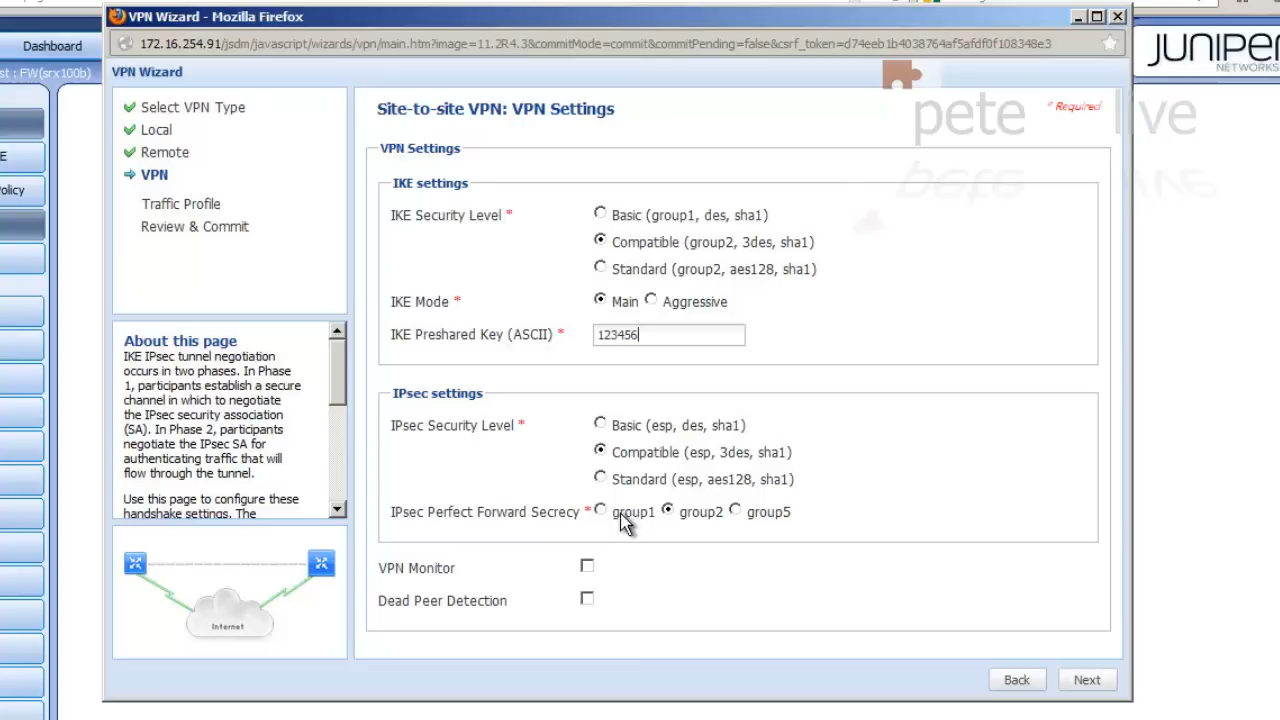 VPN Wizard - Mozilla Firefox
172.16.254.91/jsdm/javascript/wizards/vpn/main.htm?image=11.2R4.3&commitMode=commit&commitPending=false&csrf_token=d74eeb1b4038764af5afdf0f108348e3
Dashboard
st : FW(srx100b)
E
olicy
JUNIPE
NETWORKS
VPN Wizard
Select VPN Type
Local
Remote
VPN
Traffic Profile
Review & Commit
About this page
IKE IPsec tunnel negotiation
occurs in two phases. In Phase
1, participants establish a secure
channel in which to negotiate
the IPsec security association
(SA). In Phase 2, participants
negotiate the IPsec SA for
authenticating traffic that will
flow through the tunnel.
Use this page to configure these
handshake settings. The
Internet
Site-to-site VPN: VPN Settings
* Required
pete live
VPN Settings
IKE settings
IKE Security Level *
Basic (group1, des, sha1)
Compatible (group2, 3des, sha1)
Standard (group2, aes128, sha1)
IKE Mode * Main Aggressive
IKE Preshared Key (ASCII) * 123456
IPsec settings
IPsec Security Level *
Basic (esp, des, sha1)
Compatible (esp, 3des, sha1)
Standard (esp, aes128, sha1)
IPsec Perfect Forward Secrecy * group1 group2 group5
VPN Monitor
Dead Peer Detection
Back Next